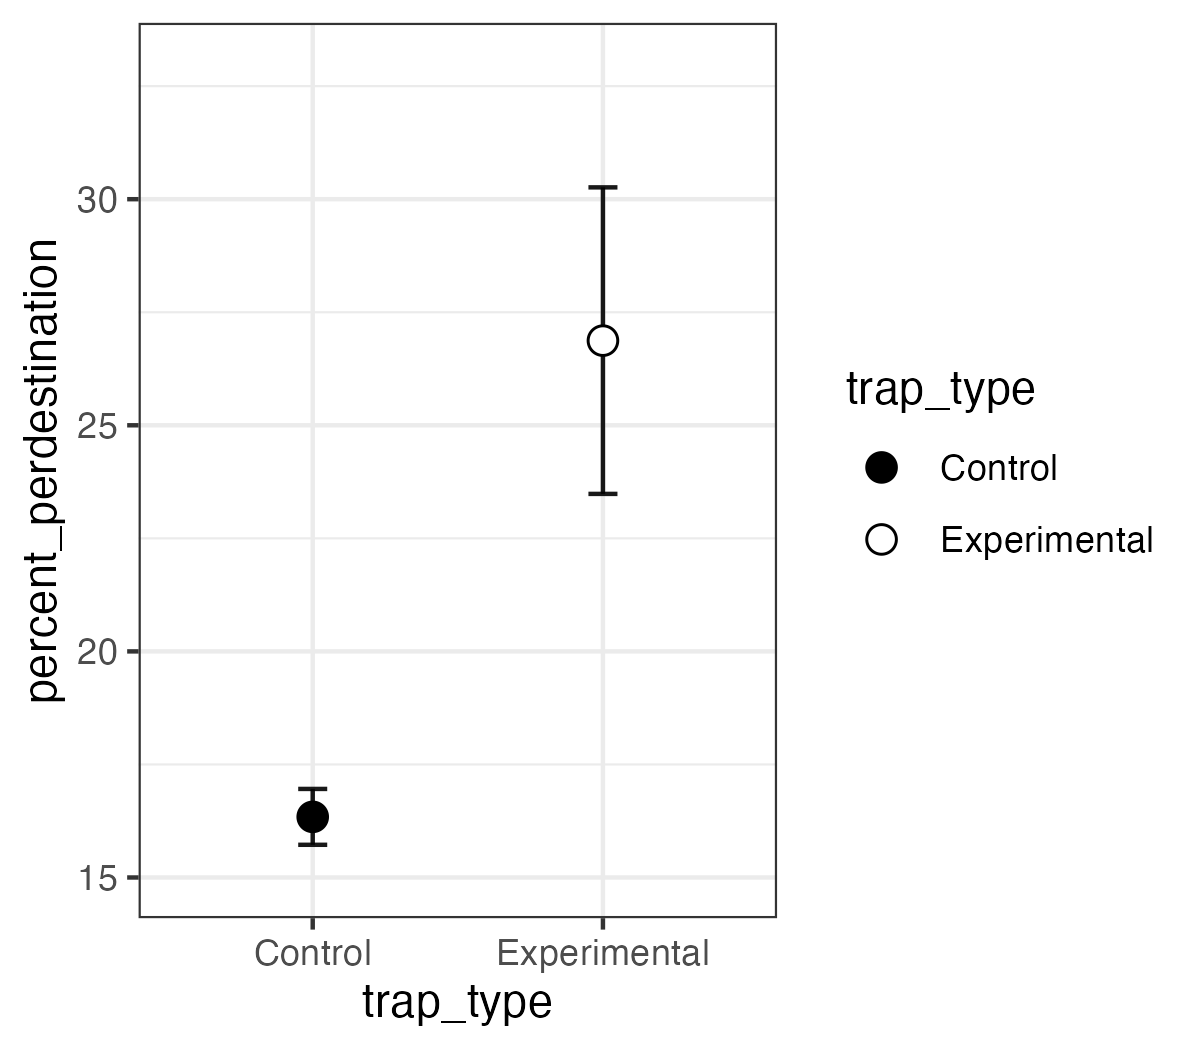 percent_perdestination
30
25
20
15
Control
Experimental
trap_type
trap_type
Control
Experimental